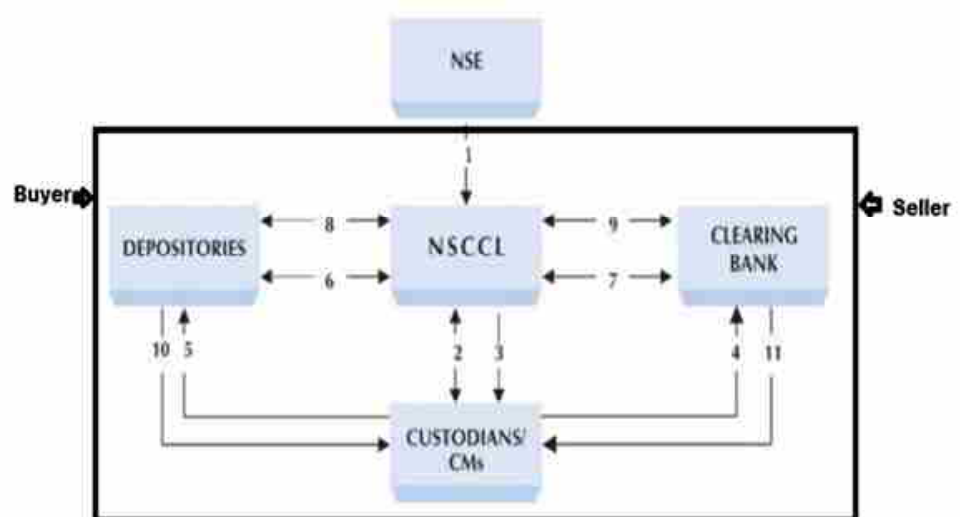 NSE
1
Buyer
Seller
DEPOSITORIES
8
NSCCL
9
CLEARING
BANK
6
7
10
5
2
3
4
11
CUSTODIANS/
CMs